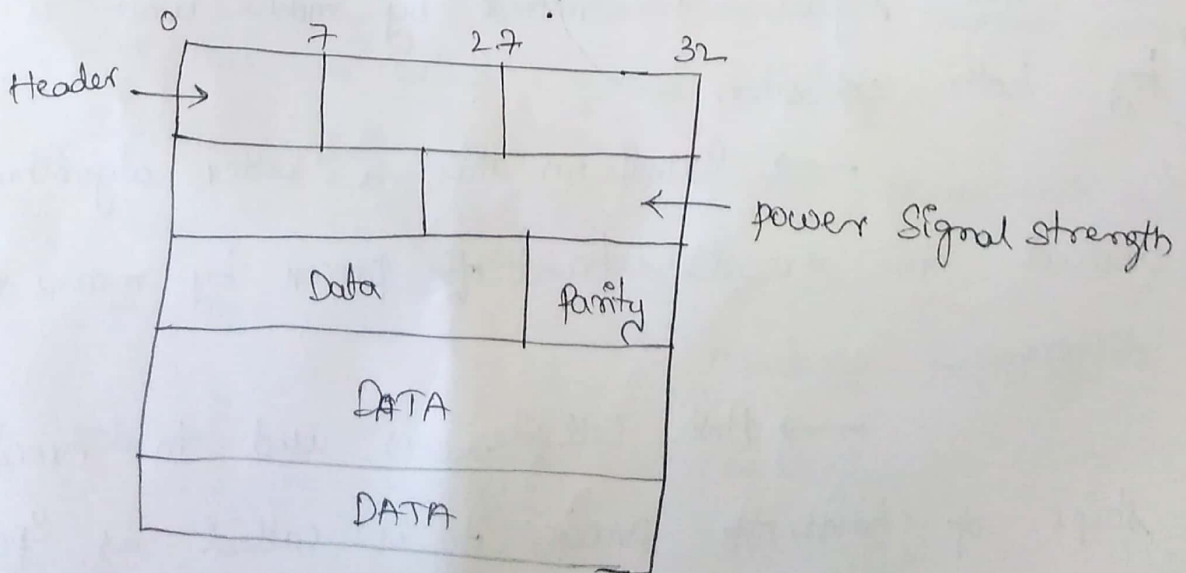 0 7 27 32
Header
power Signal strength
Data Parity
DATA
DATA